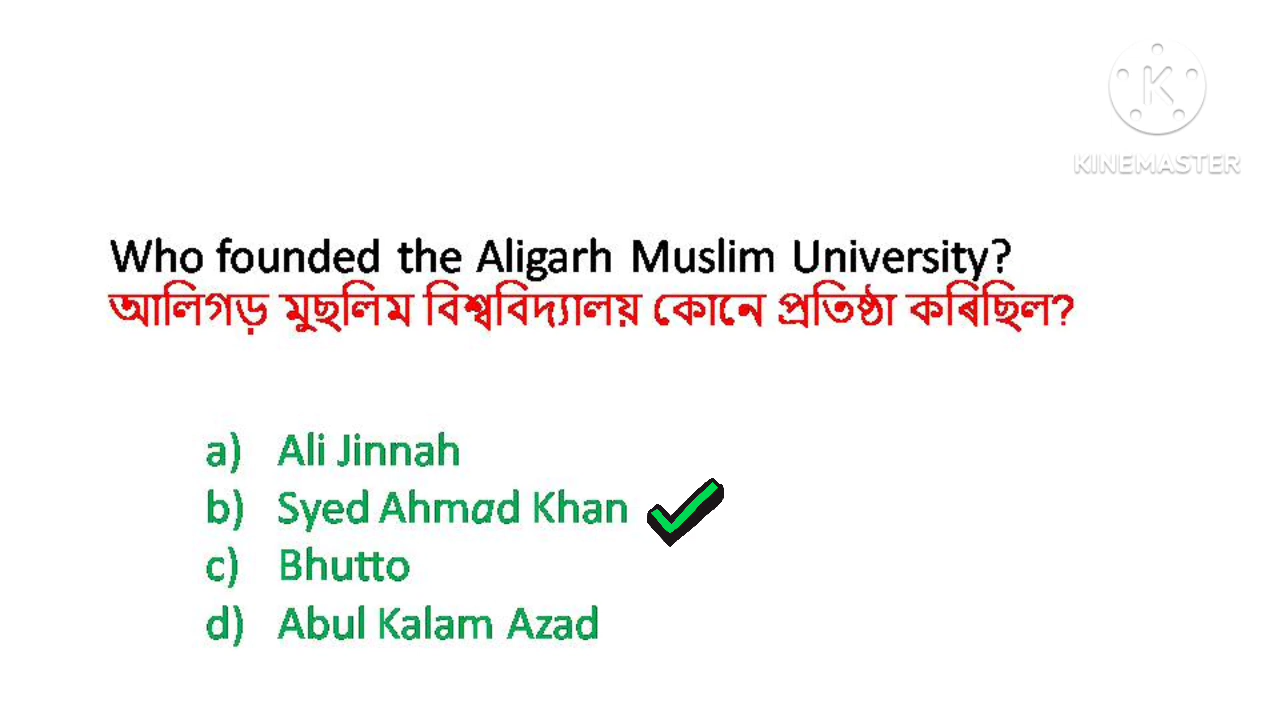 KINEMASTER
Who founded the Aligarh Muslim University?
আলিগড় মুছলিম বিশ্ববিদ্যালয় কোনে প্ৰতিষ্ঠা কৰিছিল?
a) Ali Jinnah
b) Syed Ahmad Khan
c) Bhutto
d) Abul Kalam Azad